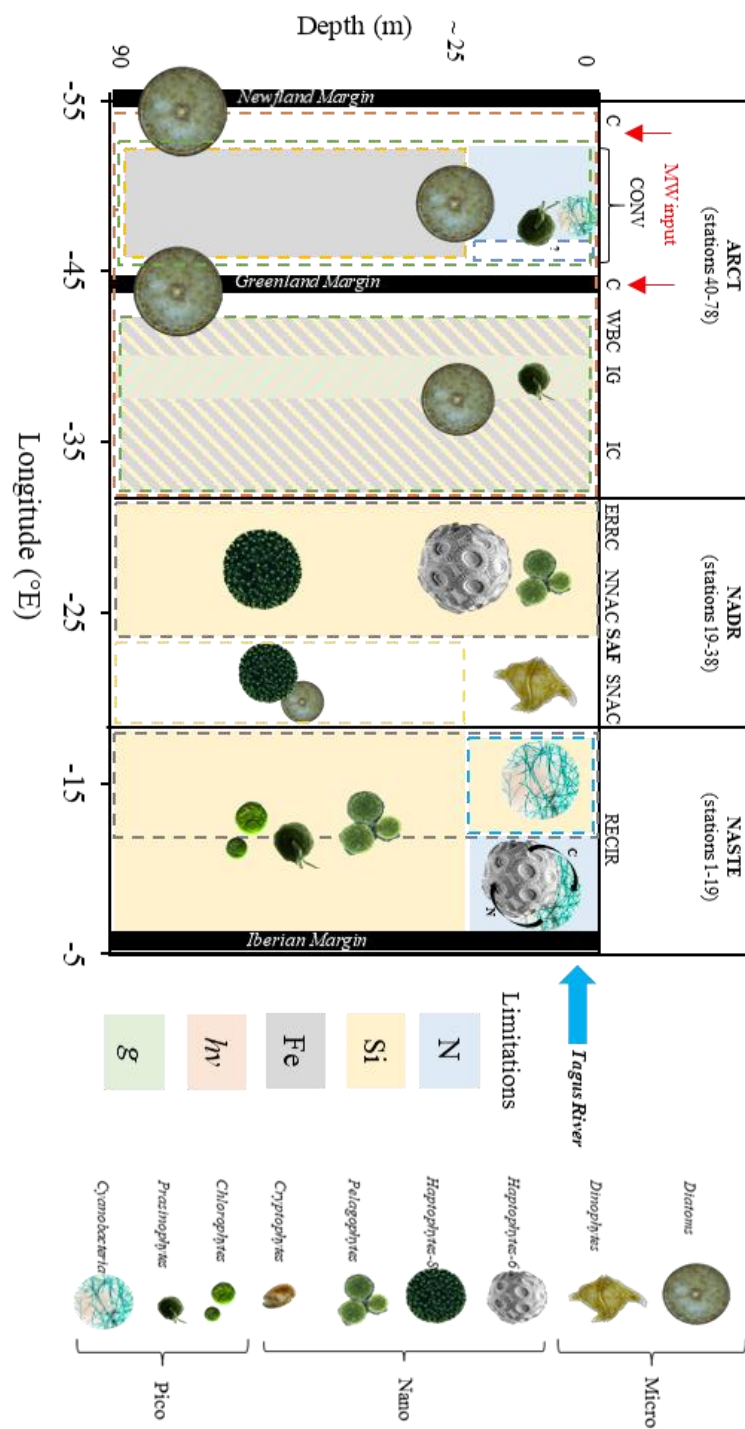 ARCT
(stations 40-78)
NADR
(stations 19-38)
NASTE
(stations 1-19)
MW input
CONV
C
C
WBC
IG
IC
ERRC
NNAC
SAF
SNAC
RECIR
Depth (m)
0
~ 25
90
?
Newfland Margin
Greenland Margin
Iberian Margin
C
N
-55
-45
-35
-25
-15
-5
Longitude (°E)
Tagus River
Limitations
N
Si
Fe
hv
g
Diatoms
Dinophytes
Haptophytes-6
Haptophytes-8
Pelagophytes
Cryptophytes
Chlorophytes
Prasinophytes
Cyanobacteria
Micro
Nano
Pico